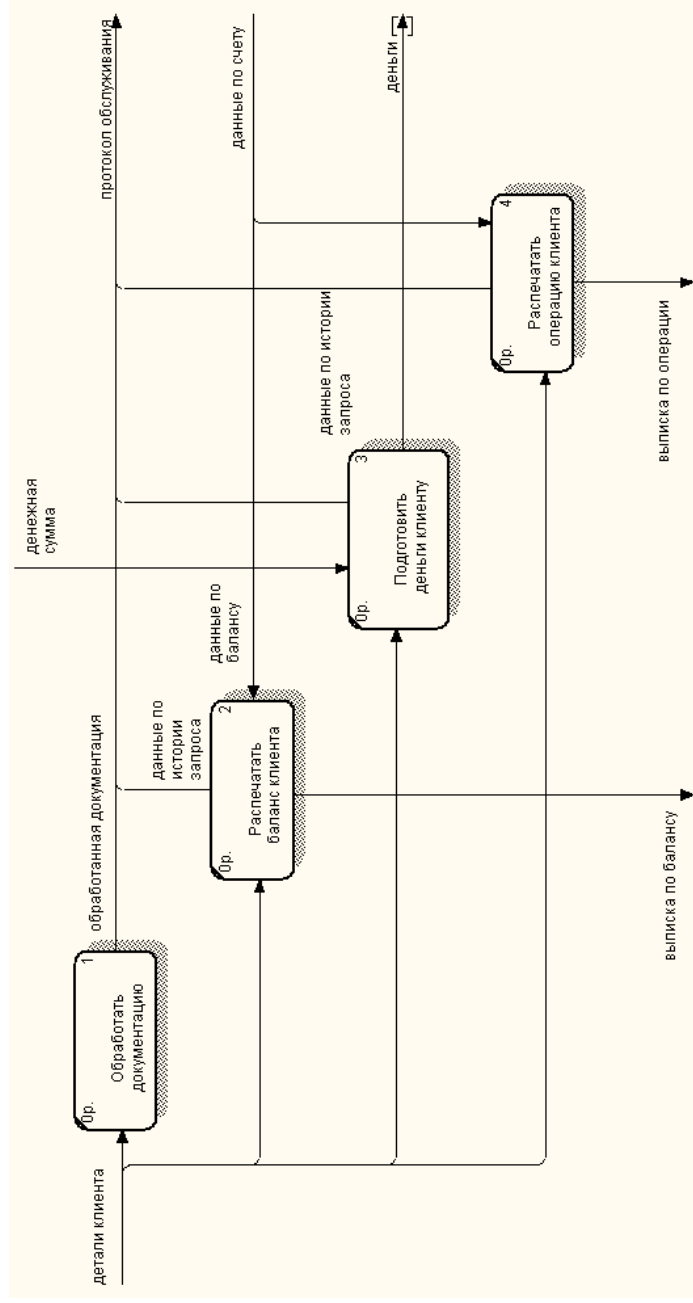 детали клиента
0р.
1
Обработать
документацию
обработанная документация
протокол обслуживания
0р.
2
Распечатать
баланс клиента
данные по
истории
запроса
данные по
балансу
данные по счету
денежная
сумма
0р.
3
Подготовить
деньги клиенту
данные по истории
запроса
деньги
0р.
4
Распечатать
операцию клиента
выписка по балансу
выписка по операции